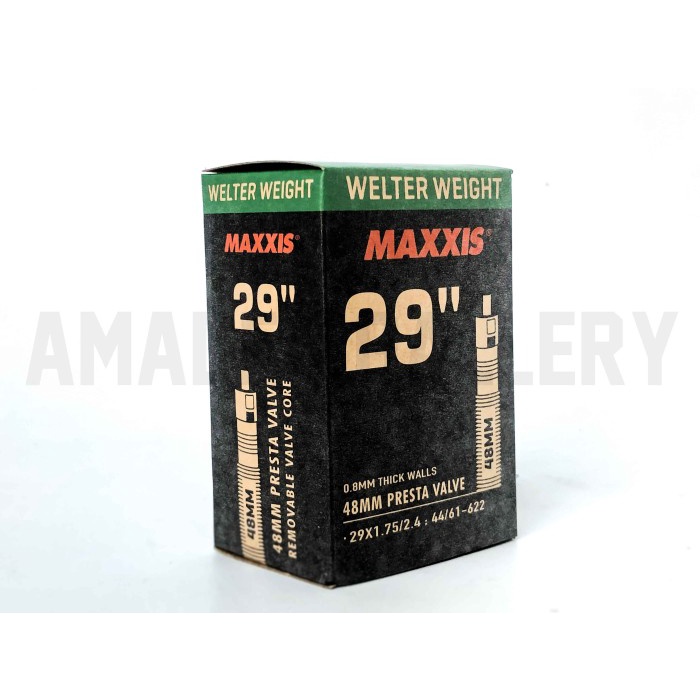 WELTER WEIGHT
MAXXIS®
29"
48MM
48MM PRESTA VALVE
REMOVABLE VALVE CORE
WELTER WEIGHT
MAXXIS®
29"
48MM
0.8MM THICK WALLS
48MM PRESTA VALVE
· 29X1.75/2.4 : 44/61-622